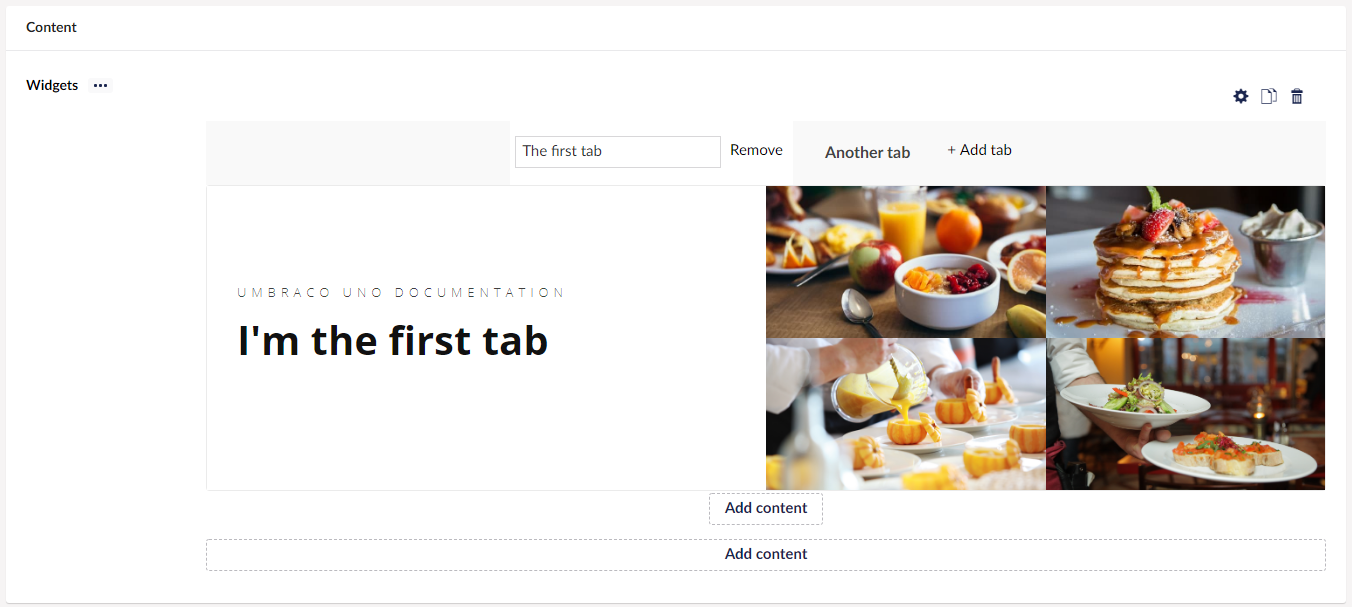 Content
Widgets
The first tab
Remove
Another tab
+ Add tab
UMBRACO UNO DOCUMENTATION
I'm the first tab
Add content
Add content